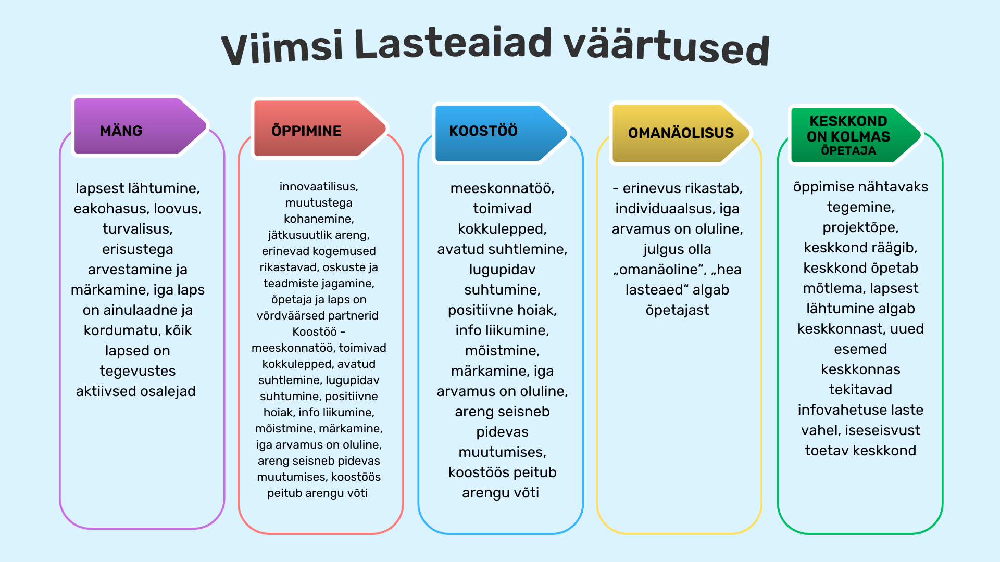 Viimsi Lasteaiad väärtused
MÄNG
lapsest lähtumine,
eakohasus, loovus,
turvalisus,
erisustega
arvestamine ja
märkamine, iga laps
on ainulaadne ja
kordumatu, kõik
lapsed on
tegevustes
aktiivsed osalejad
ÕPPIMINE
innovaatilisus,
muutustega
kohanemine,
jätkusuutlik areng,
erinevad kogemused
rikastavad, oskuste ja
teadmiste jagamine,
õpetaja ja laps on
võrdväärsed partnerid
Koostöö -
meeskonnatöö, toimivad
kokkulepped, avatud
suhtlemine, lugupidav
suhtumine, positiivne
hoiak, info liikumine,
mõistmine, märkamine,
iga arvamus on oluline,
areng seisneb pidevas
muutumises, koostöös
peitub arengu võti
KOOSTÖÖ
meeskonnatöö,
toimivad
kokkulepped,
avatud suhtlemine,
lugupidav
suhtumine,
positiivne hoiak,
info liikumine,
mõistmine,
märkamine, iga
arvamus on oluline,
areng seisneb
pidevas
muutumises,
koostöös peitub
arengu võti
OMANÄOLISUS
- erinevus rikastab,
individuaalsus, iga
arvamus on oluline,
julgus olla
„omanäoline“, „hea
lasteaed“ algab
õpetajast
KESKKOND
ON KOLMAS
ÕPETAJA
õppimise nähtavaks
tegemine,
projektõpe,
keskkond räägib,
keskkond õpetab
mõtlema, lapsest
lähtumine algab
keskkonnast, uued
esemed
keskkonnas
tekitavad
infovahetuse laste
vahel, iseseisvust
toetav keskkond